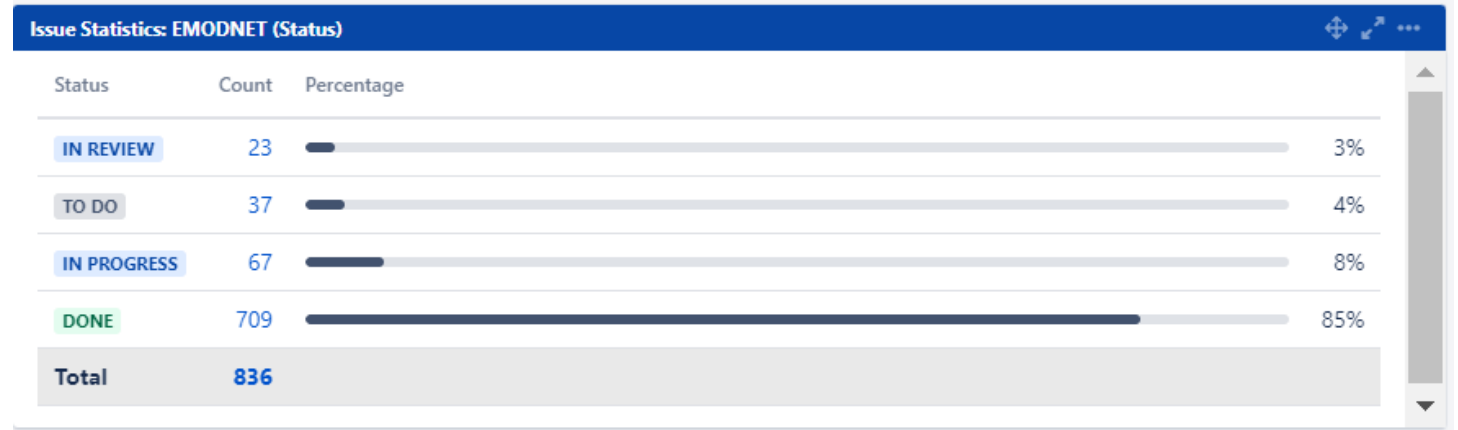 Issue Statistics: EMODNET (Status)
Status Count Percentage
IN REVIEW 23 3%
TO DO 37 4%
IN PROGRESS 67 8%
DONE 709 85%
Total 836